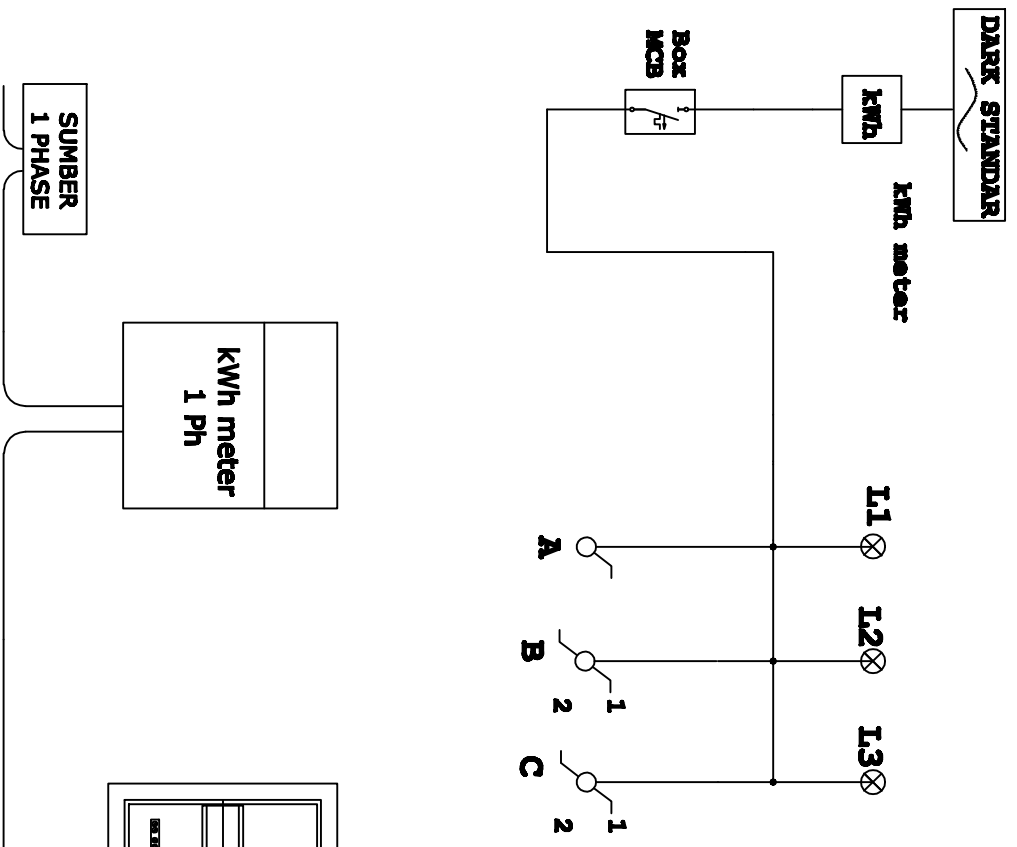 DARK STANDAR
kWh
kWh meter
Box
MCB
L1
L2
L3
A
B
1
2
C
1
2
SUMBER
1 PHASE
kWh meter
1 Ph